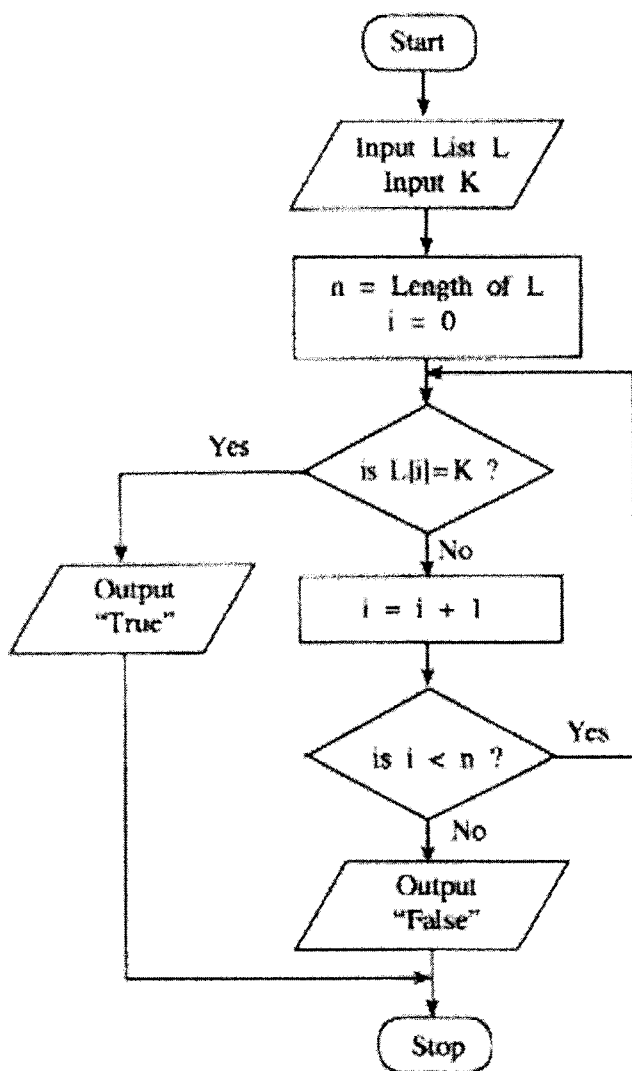 Start
Input List L
Input K
n = Length of L
i = 0
Yes
is L[i]=K ?
No
Output
“True”
i = i + 1
is i < n ?
Yes
No
Output
“False”
Stop